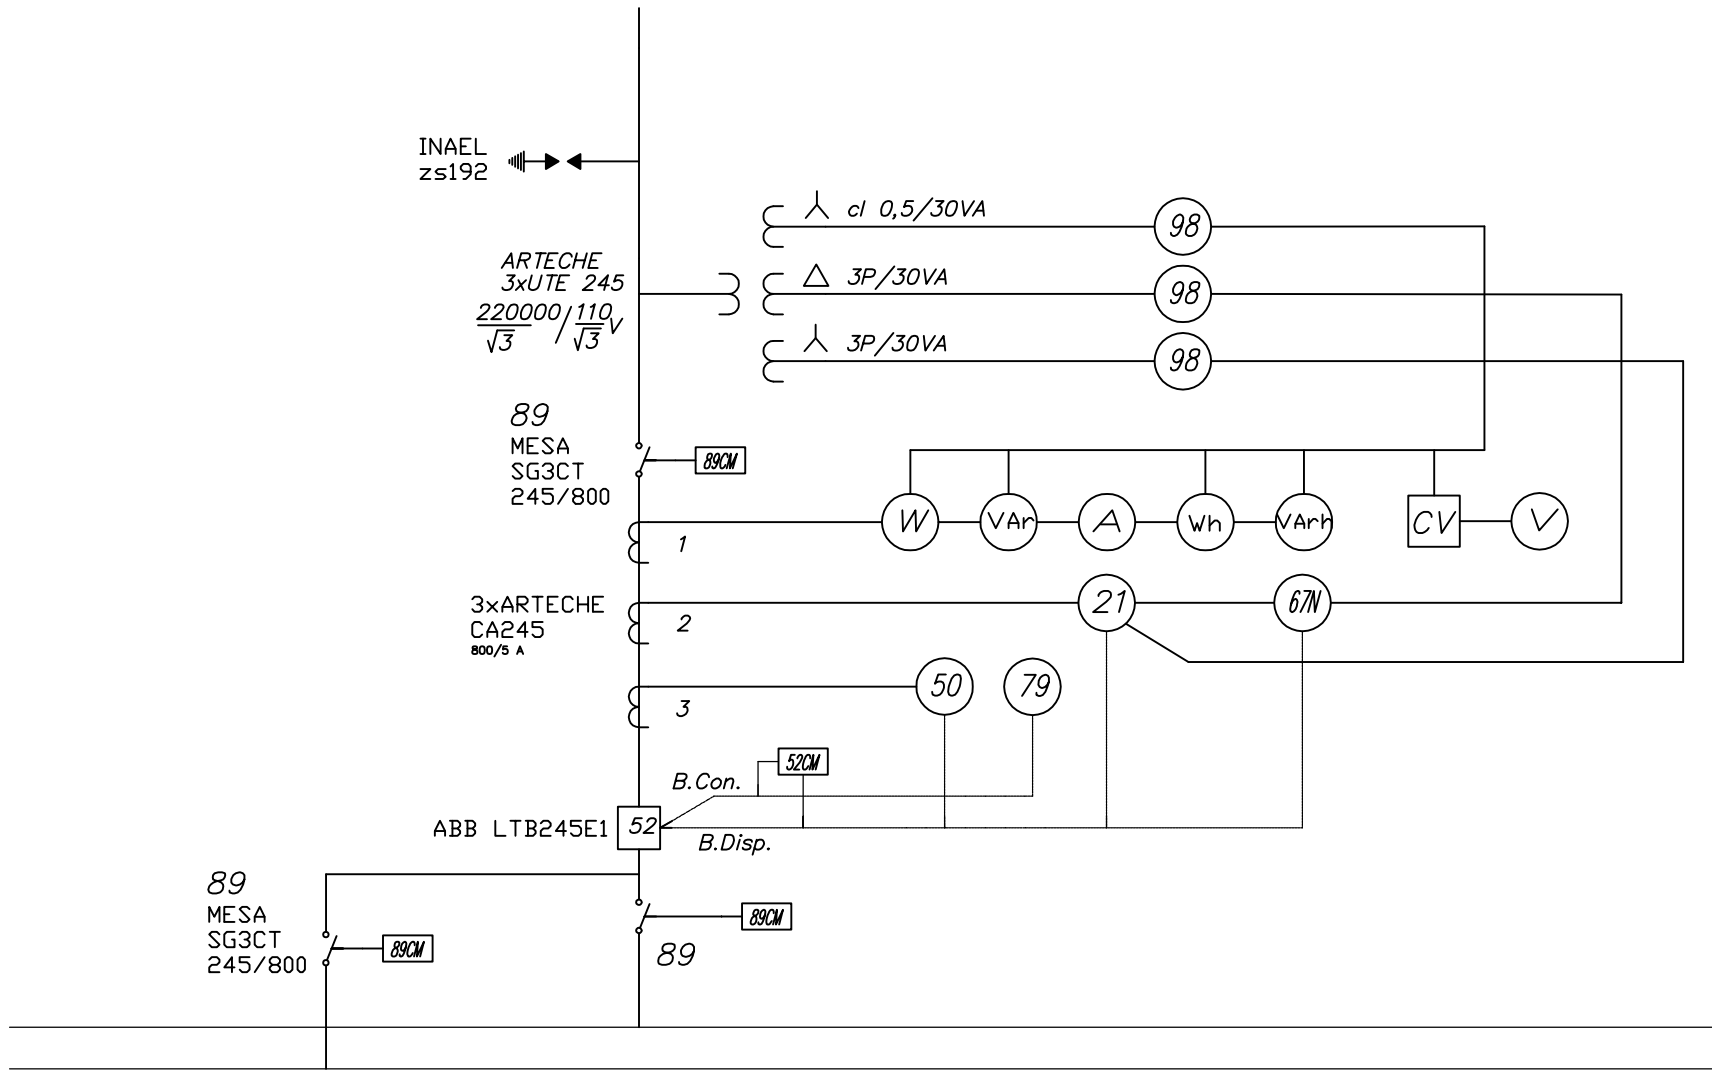 INAEL
zs192
cl 0,5/30VA
98
ARTECHE
3xUTE 245
220000/110 V
√3 √3
3P/30VA
98
3P/30VA
98
89
MESA
SG3CT
245/800
89CM
1
W
VAr
A
Wh
VArh
CV
V
3xARTECHE
CA245
800/5 A
2
21
67N
3
50
79
52CM
B.Con.
ABB LTB245E1
52
B.Disp.
89
MESA
SG3CT
245/800
89CM
89CM
89